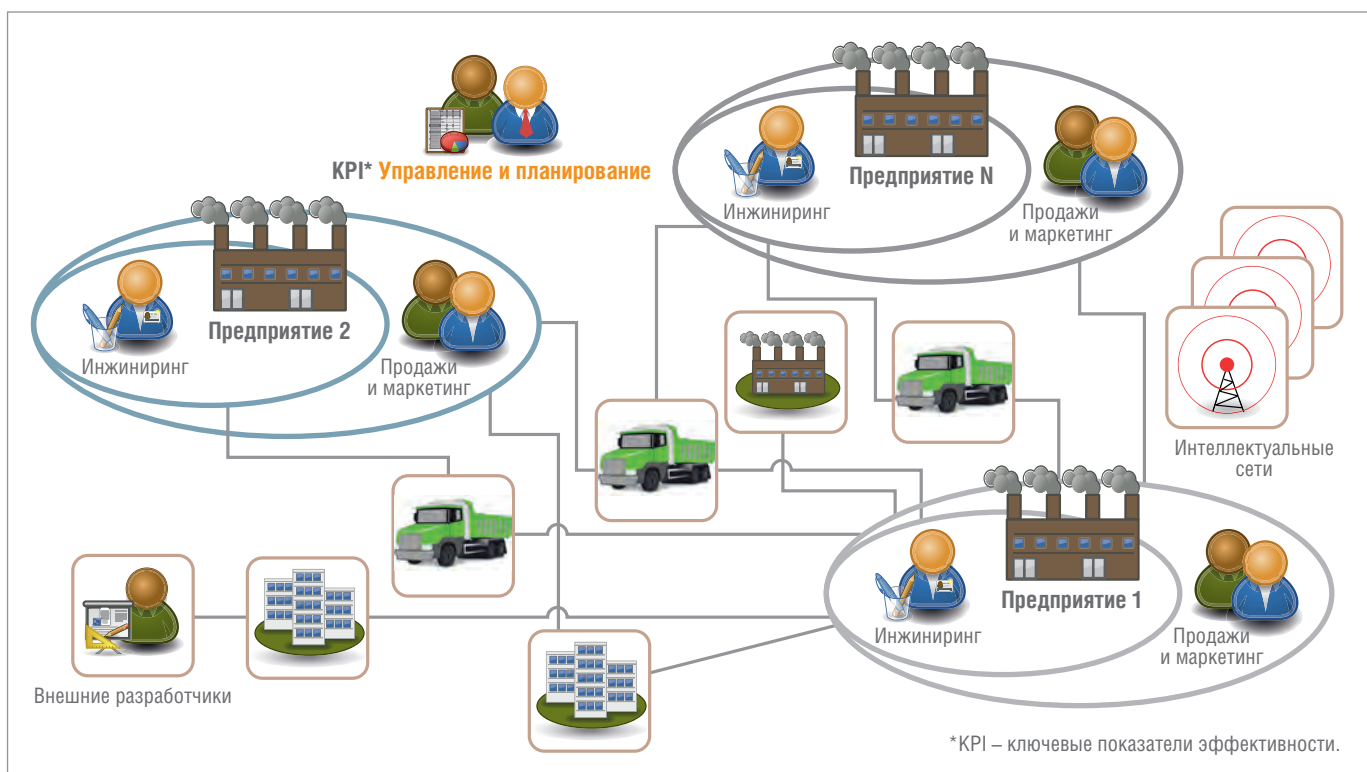 KPI* Управление и планирование
Инжиниринг
Предприятие N
Продажи
и маркетинг
Инжиниринг
Предприятие 2
Продажи
и маркетинг
Интеллектуальные
сети
Инжиниринг
Предприятие 1
Продажи
и маркетинг
Внешние разработчики
*KPI – ключевые показатели эффективности.